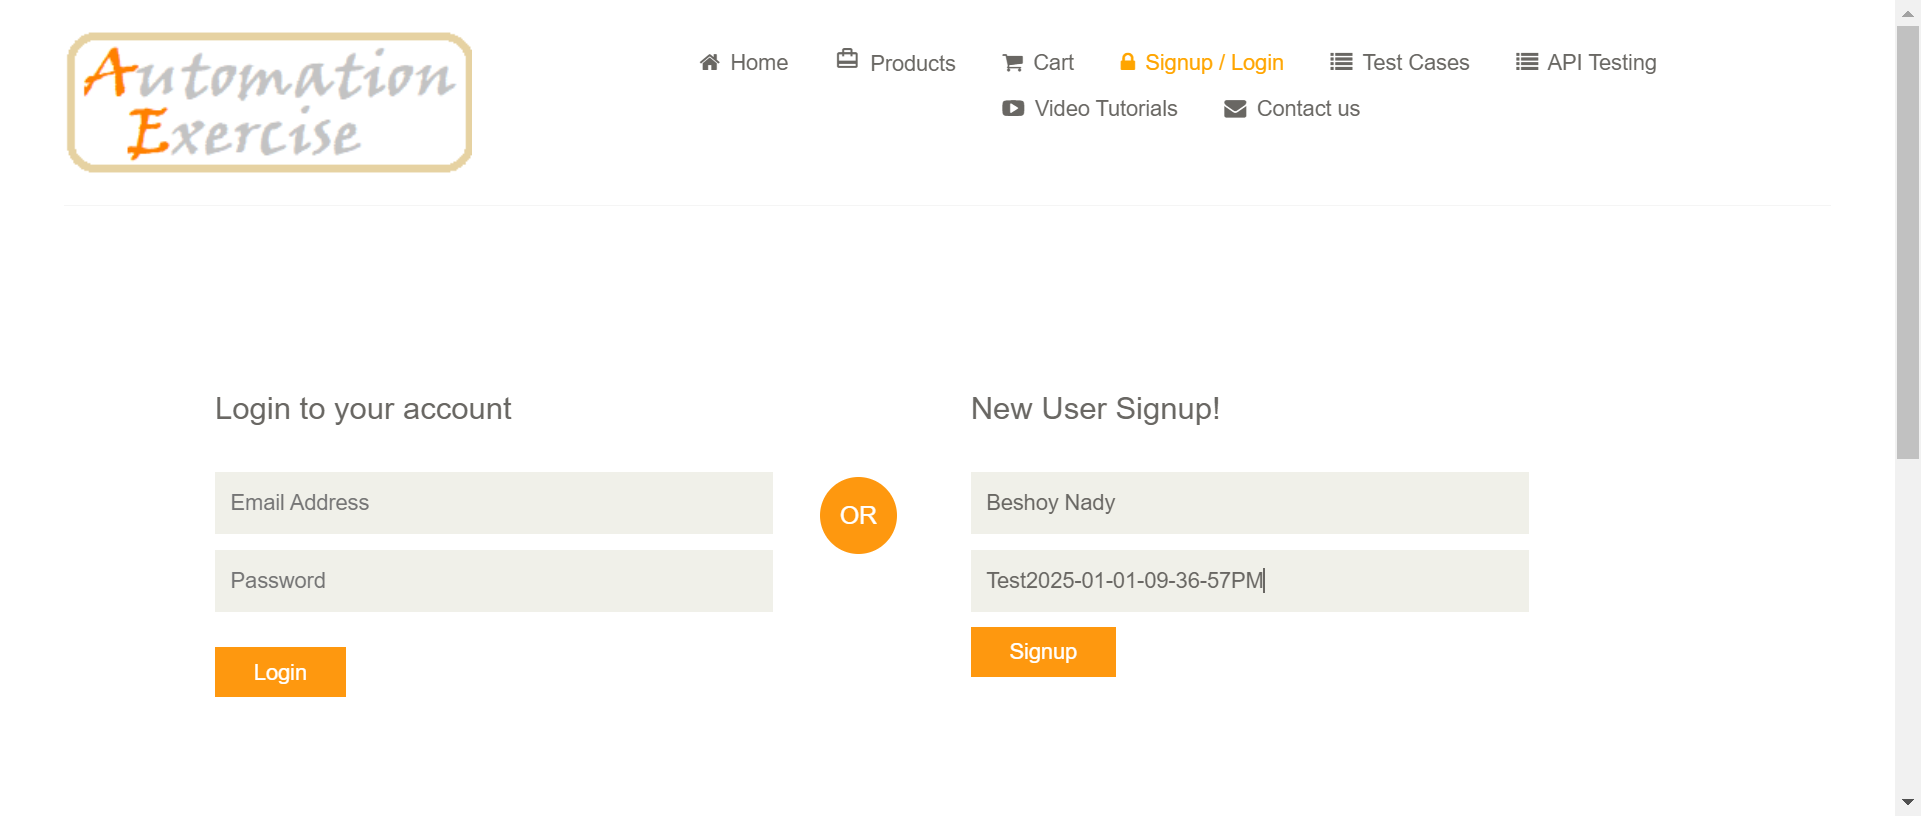 Automation
Exercise
Home
Products
Cart
Signup / Login
Test Cases
API Testing
Video Tutorials
Contact us
Login to your account
Email Address
Password
Login
OR
New User Signup!
Beshoy Nady
Test2025-01-01-09-36-57PM
Signup